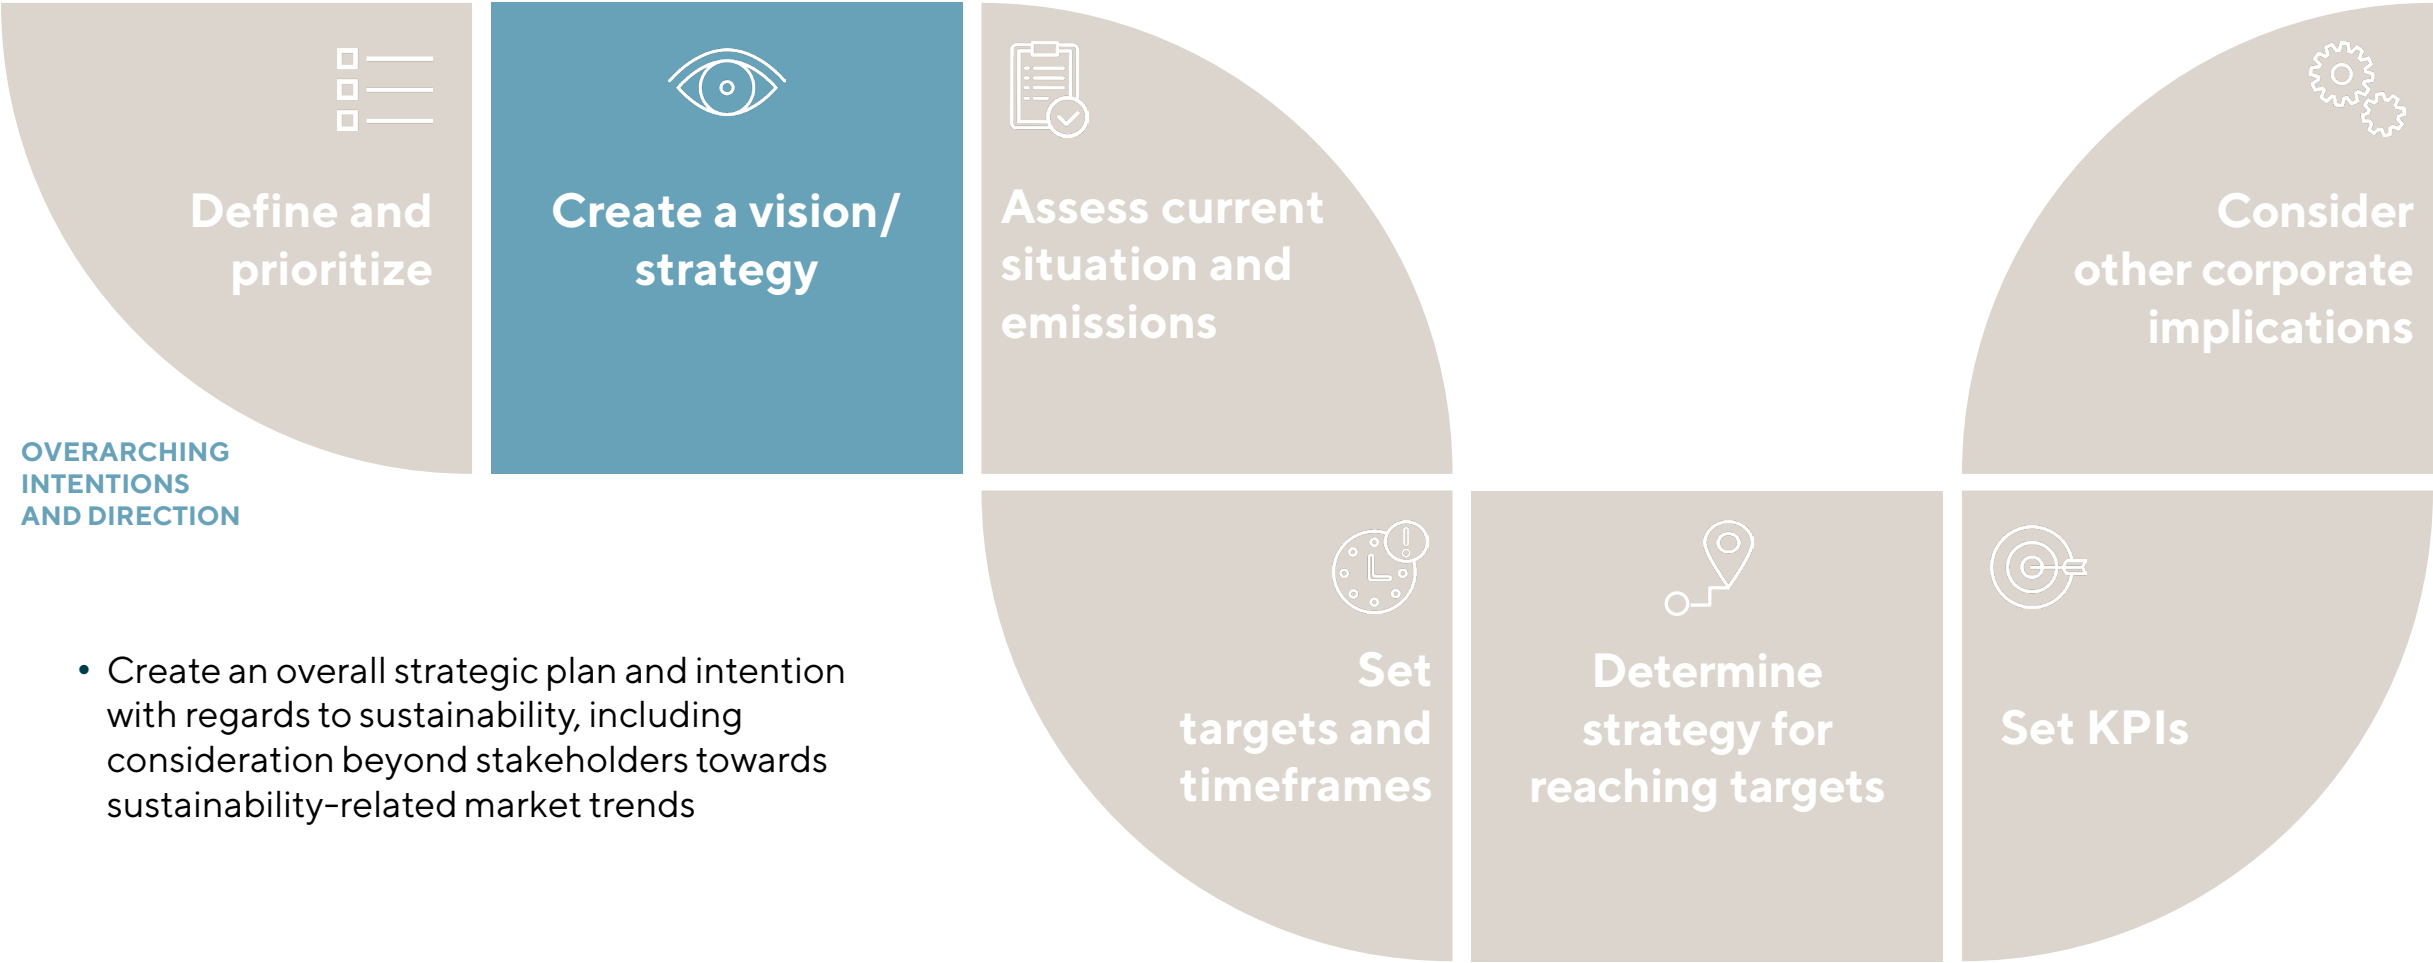 Define and
prioritize
Create a vision/
strategy
Assess current
situation and
emissions
Consider
other corporate
implications
OVERARCHING
INTENTIONS
AND DIRECTION
• Create an overall strategic plan and intention
with regards to sustainability, including
consideration beyond stakeholders towards
sustainability-related market trends
Set
targets and
timeframes
Determine
strategy for
reaching targets
Set KPIs